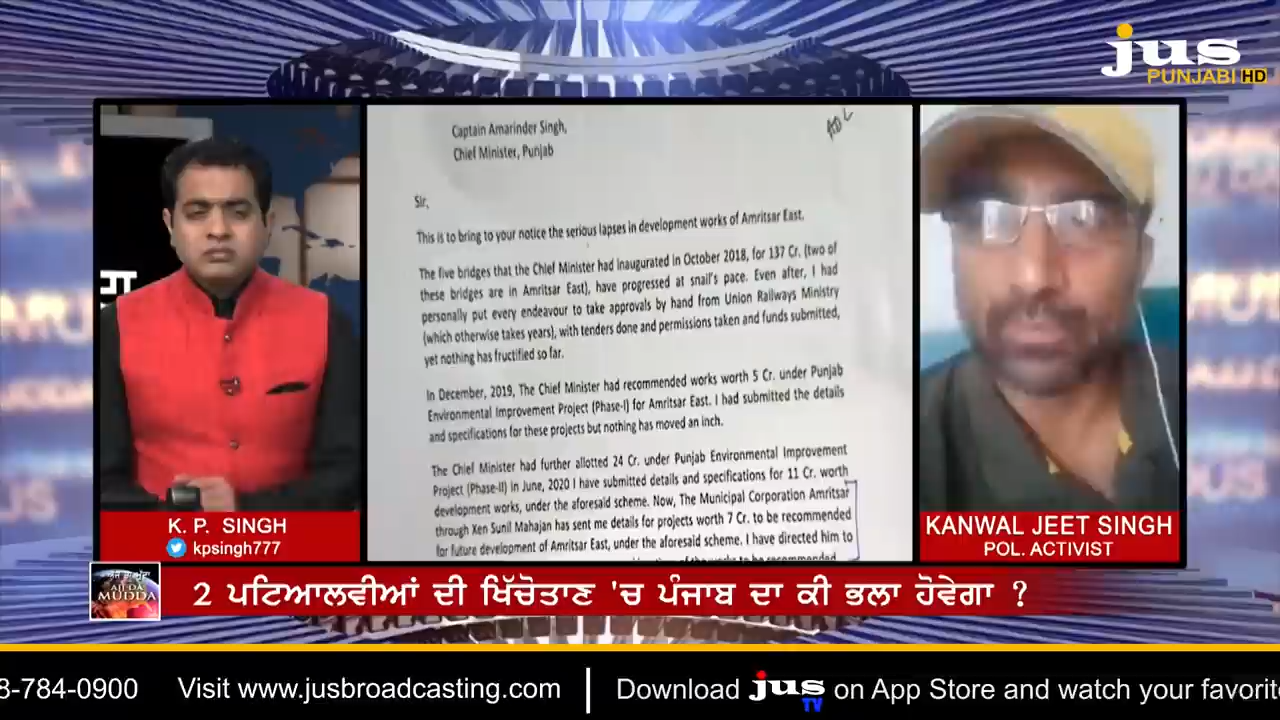 jus
PUNJABI HD
Captain Amarinder Singh,
Chief Minister, Punjab
Sir,
This is to bring to your notice the serious lapses in development works of Amritsar East.
The five bridges that the Chief Minister had inaugurated in October 2018, for 137 Cr. (two of
these bridges are in Amritsar East), have progressed at snail's pace. Even after, I had
personally put every endeavour to take approvals by hand from Union Railways Ministry
(which otherwise takes years), with tenders done and permissions taken and funds submitted,
yet nothing has fructified so far.
In December, 2019, The Chief Minister had recommended works worth 5 Cr. under Punjab
Environmental Improvement Project (Phase-I) for Amritsar East. I had submitted the details
and specifications for these projects but nothing has moved an inch.
The Chief Minister had further allotted 24 Cr. under Punjab Environmental Improvement
Project (Phase-II) in June, 2020 I have submitted details and specifications for 11 Cr. worth
development works, under the aforesaid scheme. Now, The Municipal Corporation Amritsar
through Xen Sunil Mahajan has sent me details for projects worth 7 Cr. to be recommended
for future development of Amritsar East, under the aforesaid scheme. I have directed him to
K. P. SINGH
kpsingh777
KANWAL JEET SINGH
POL. ACTIVIST
ਅੱਜ ਦਾ ਮੁੱਦਾ
AJJ DA
MUDDA
2 ਪਟਿਆਲਵੀਆਂ ਦੀ ਖਿੱਚੋਤਾਣ 'ਚ ਪੰਜਾਬ ਦਾ ਕੀ ਭਲਾ ਹੋਵੇਗਾ ?
8-784-0900 Visit www.jusbroadcasting.com | Download jus TV on App Store and watch your favorite